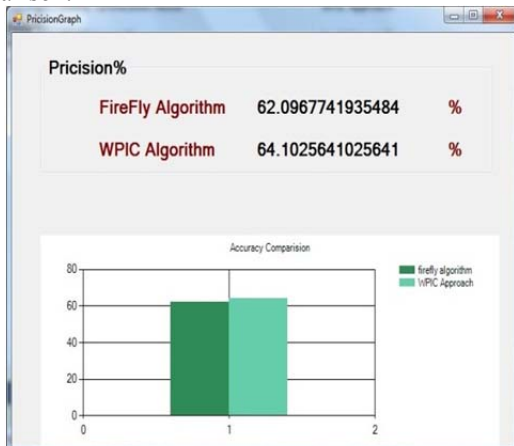 PricisionGraph
Pricision%
FireFly Algorithm 62.0967741935484 %
WPIC Algorithm 64.1025641025641 %
Accuracy Comparision
firefly algorithm
WPIC Approach
80
60
40
20
0
0 1 2